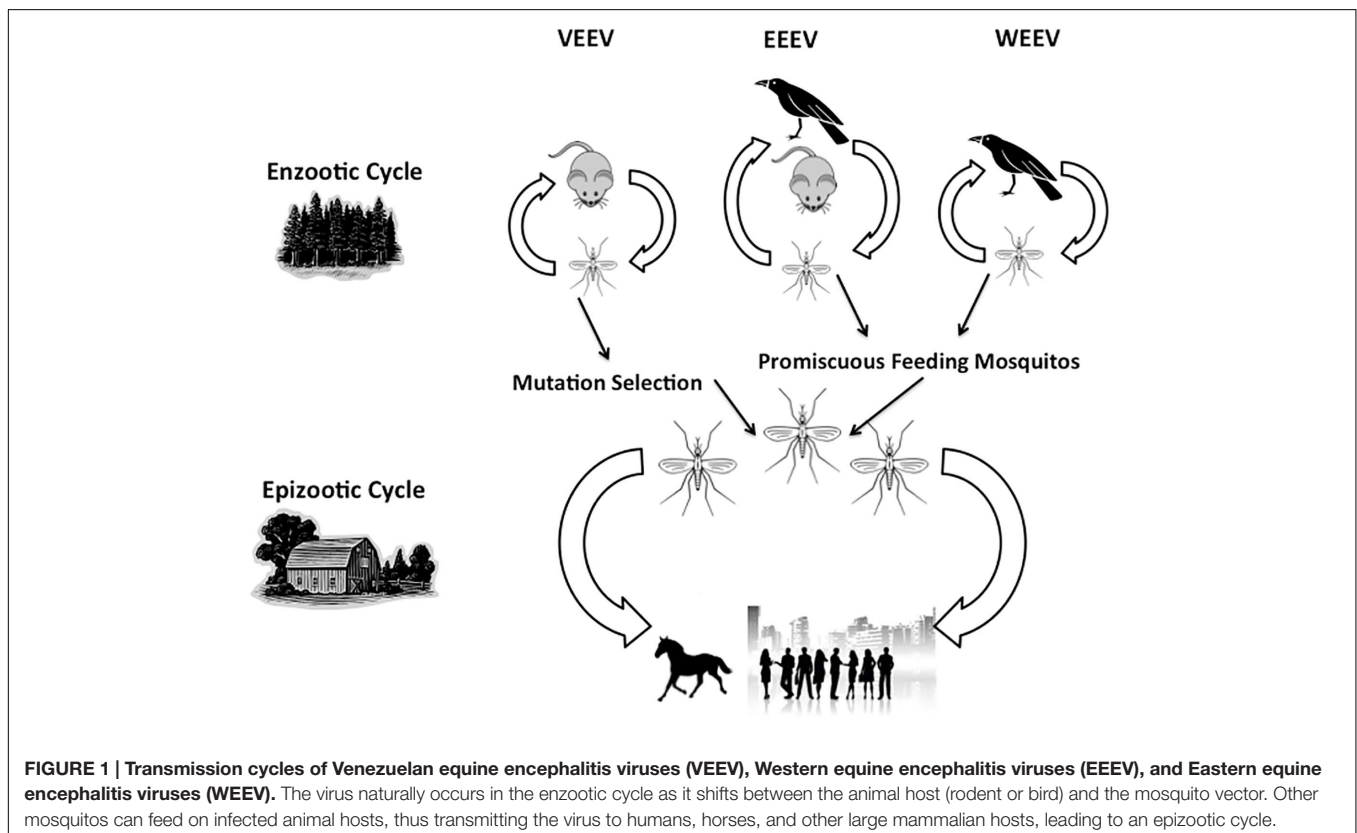 VEEV EEEV WEEV
Enzootic Cycle
Promiscuous Feeding Mosquitos
Mutation Selection
Epizootic Cycle
FIGURE 1 | Transmission cycles of Venezuelan equine encephalitis viruses (VEEV), Western equine encephalitis viruses (EEEV), and Eastern equine
encephalitis viruses (WEEV). The virus naturally occurs in the enzootic cycle as it shifts between the animal host (rodent or bird) and the mosquito vector. Other
mosquitos can feed on infected animal hosts, thus transmitting the virus to humans, horses, and other large mammalian hosts, leading to an epizootic cycle.